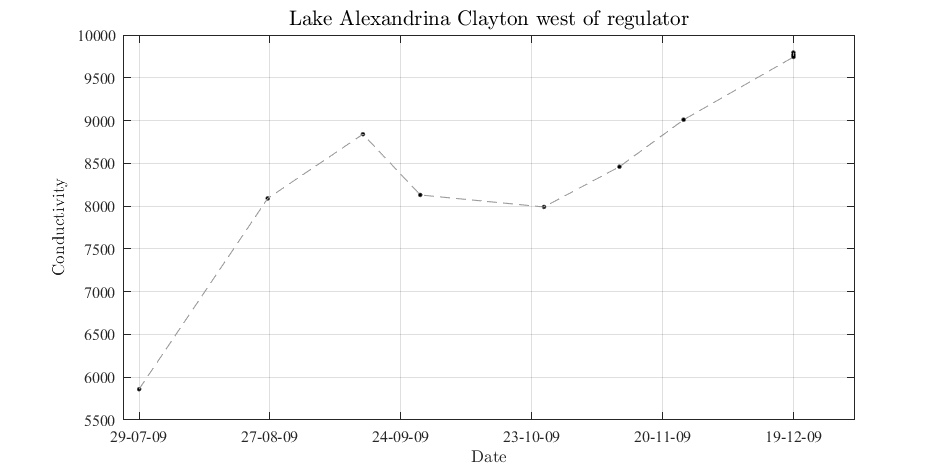 Lake Alexandrina Clayton west of regulator
10000
9500
9000
8500
8000
7500
7000
6500
6000
5500
Conductivity
29-07-09 27-08-09 24-09-09 23-10-09 20-11-09 19-12-09
Date